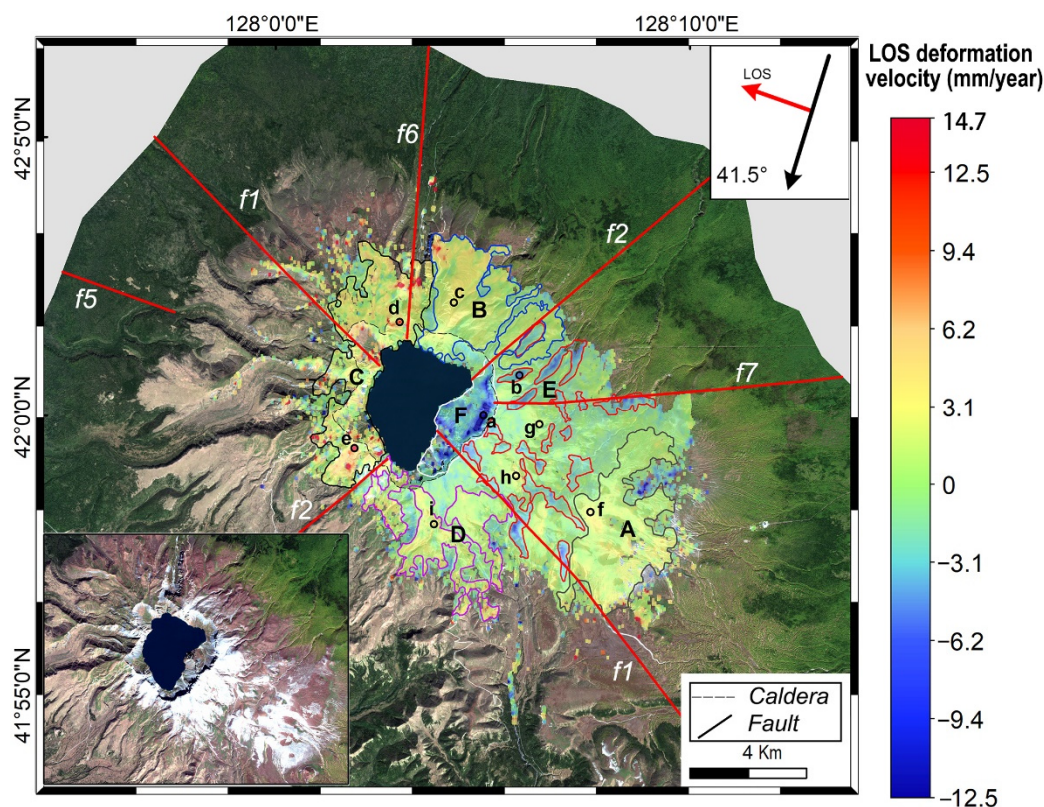 128°0'0"E
128°10'0"E
LOS deformation
velocity (mm/year)
LOS
41.5°
42°5'0"N
42°0'0"N
41°55'0"N
f6
f1
f2
f5
f7
c
B
d
C
b
E
F
a
g
e
h
f
A
i
D
f2
f1
14.7
12.5
9.4
6.2
3.1
0
−3.1
−6.2
−9.4
−12.5
Caldera
Fault
4 Km